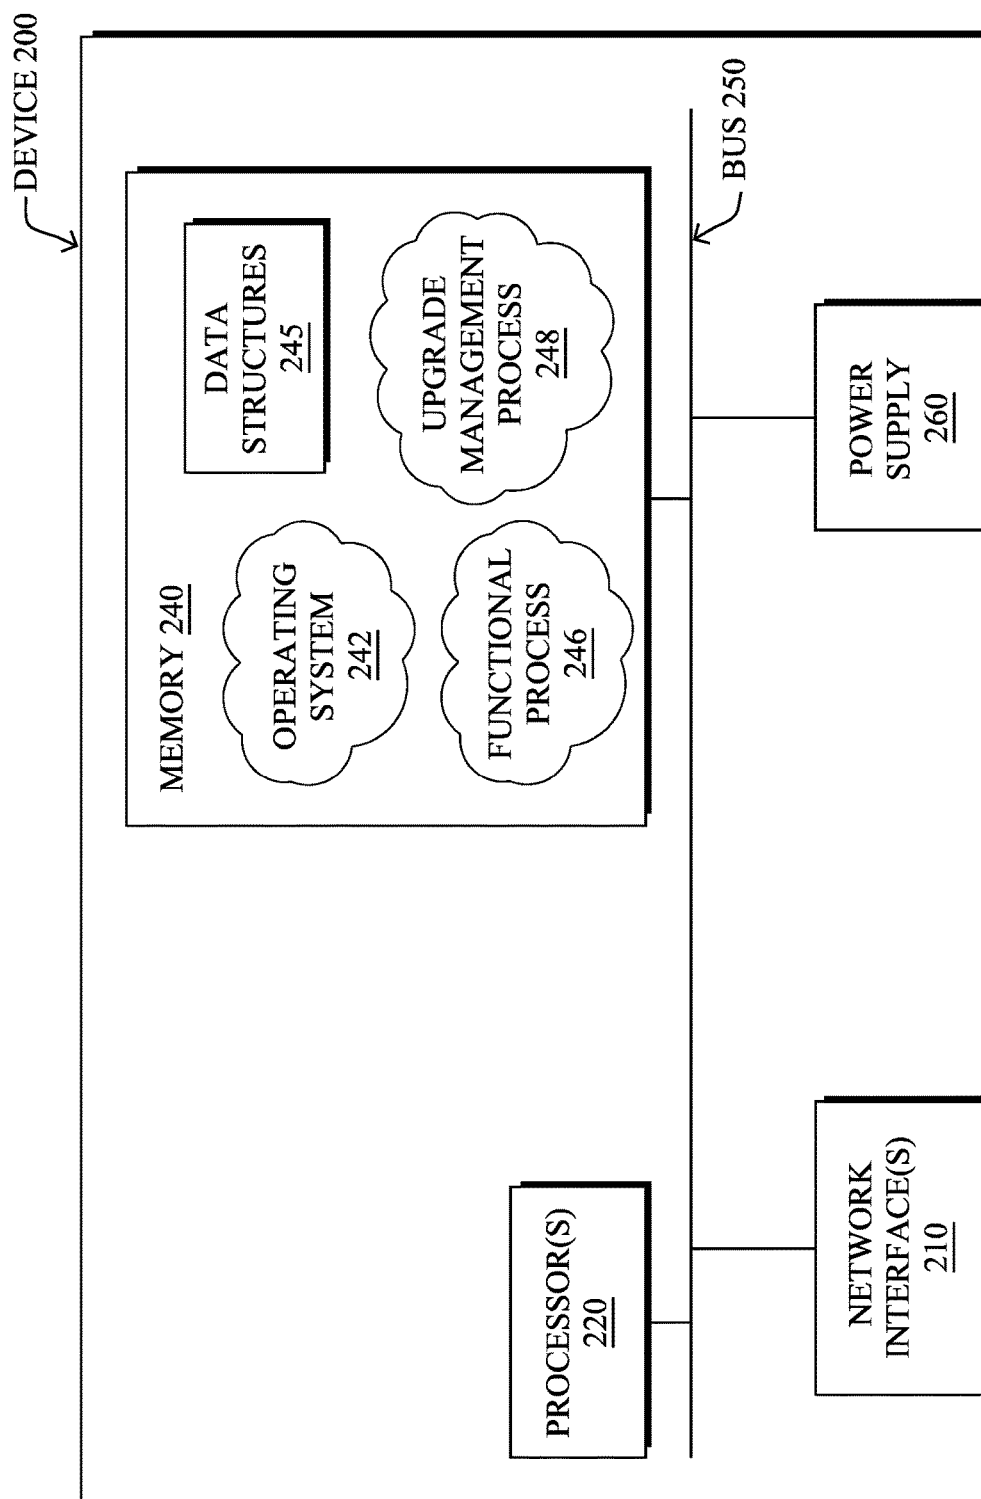 DEVICE 200
MEMORY 240
OPERATING
SYSTEM
242
DATA
STRUCTURES
245
FUNCTIONAL
PROCESS
246
UPGRADE
MANAGEMENT
PROCESS
248
PROCESSOR(S)
220
BUS 250
NETWORK
INTERFACE(S)
210
POWER
SUPPLY
260